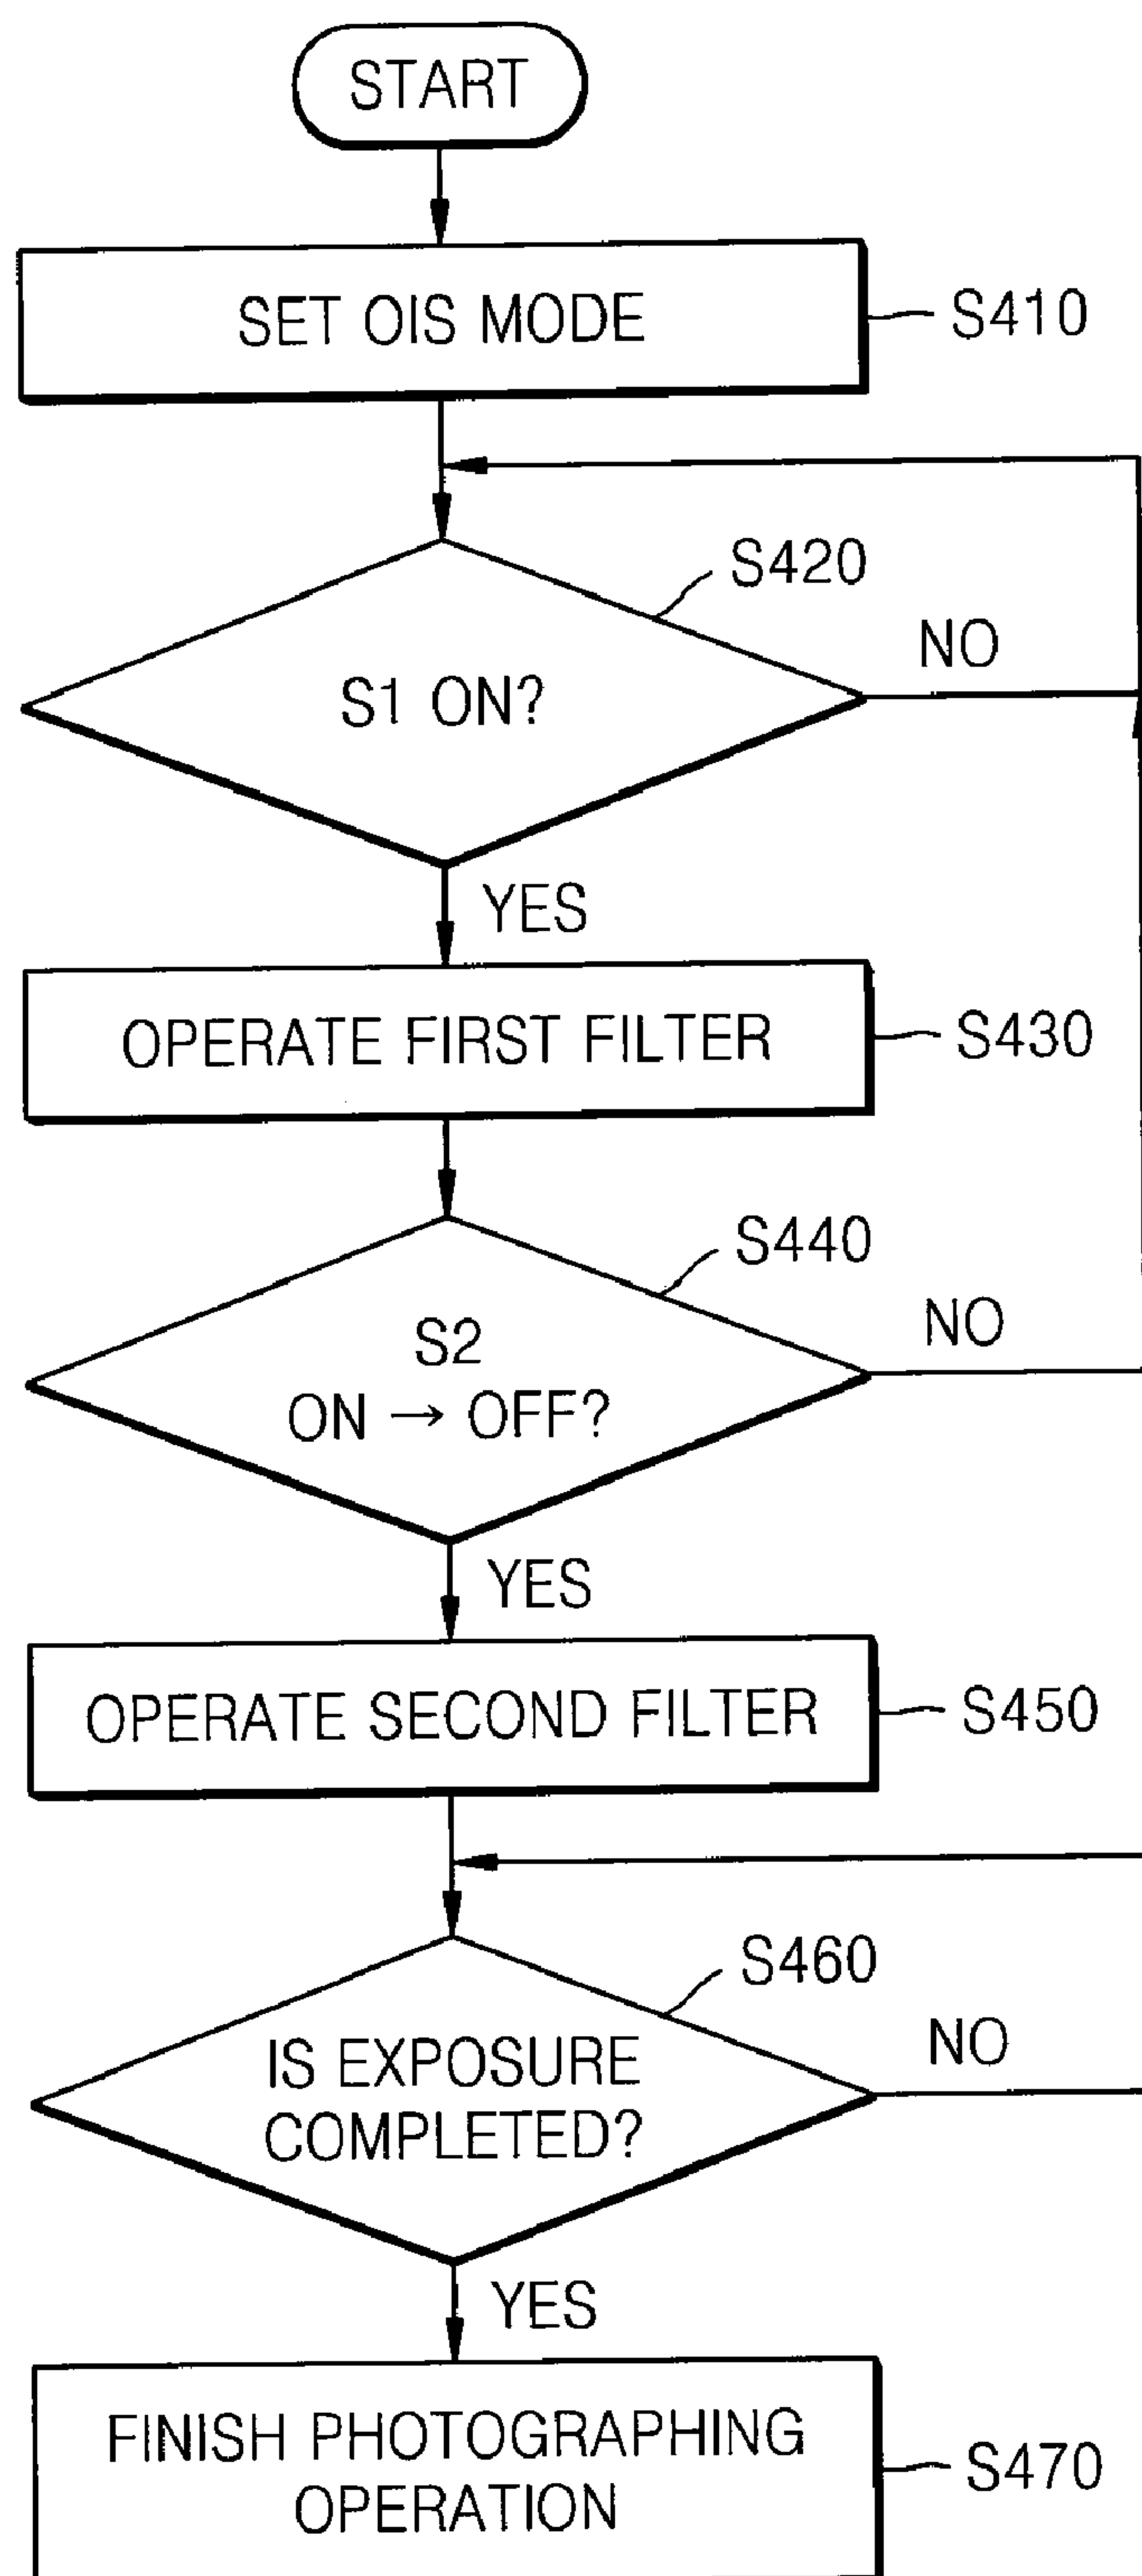 START
SET OIS MODE
S410
S420
S1 ON?
NO
YES
OPERATE FIRST FILTER
S430
S440
S2
ON → OFF?
NO
YES
OPERATE SECOND FILTER
S450
S460
IS EXPOSURE
COMPLETED?
NO
YES
FINISH PHOTOGRAPHING
OPERATION
S470